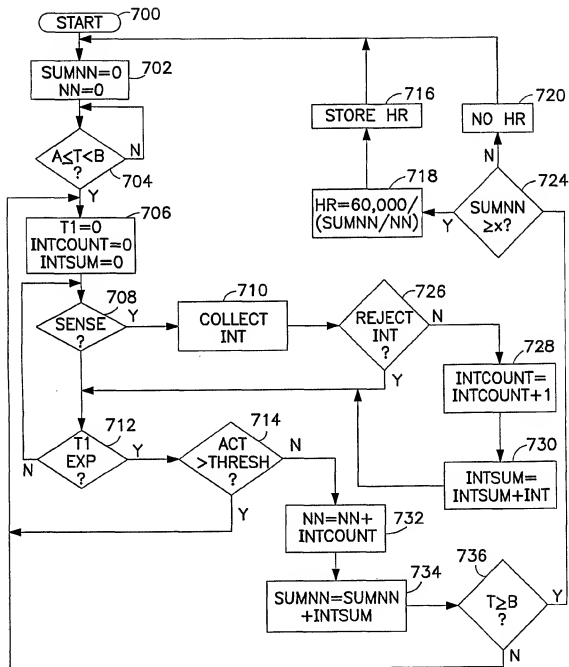 START
700
SUMNN=0
NN=0
702
A≤T<B
?
704
N
Y
706
T1=0
INTCOUNT=0
INTSUM=0
708
SENSE
?
Y
710
COLLECT
INT
726
REJECT
INT
?
N
Y
728
INTCOUNT=
INTCOUNT+1
730
INTSUM=
INTSUM+INT
712
T1
EXP
?
N
Y
714
ACT
>THRESH
?
N
Y
NN=NN+
INTCOUNT
732
SUMNN=SUMNN
+INTSUM
734
736
T≥B
?
Y
N
716
STORE HR
718
HR=60,000/
(SUMNN/NN)
720
NO HR
N
724
SUMNN
≥x?
Y